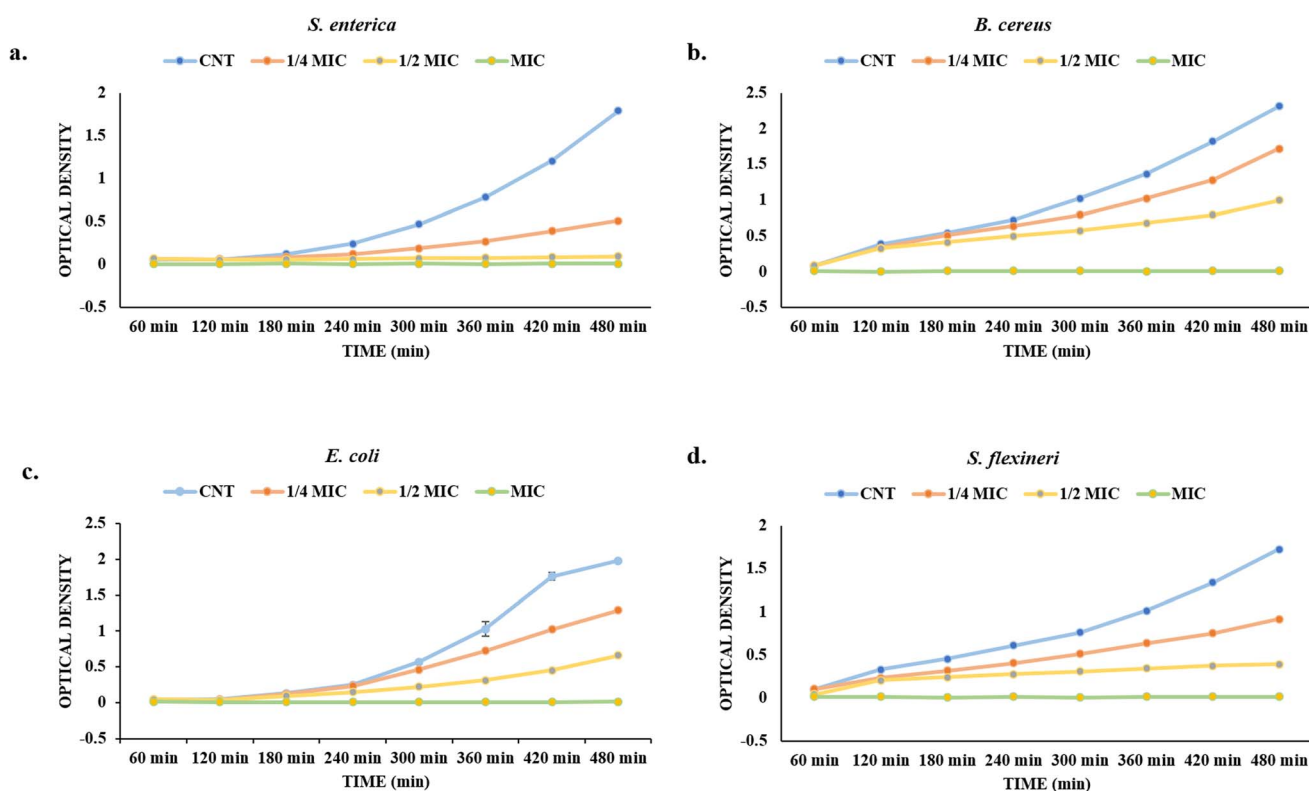 a.
S. enterica
CNT 1/4 MIC 1/2 MIC MIC
OPTICAL DENSITY
2
1.5
1
0.5
0
-0.5
60 min 120 min 180 min 240 min 300 min 360 min 420 min 480 min
TIME (min)
b.
B. cereus
CNT 1/4 MIC 1/2 MIC MIC
OPTICAL DENSITY
2.5
2
1.5
1
0.5
0
-0.5
60 min 120 min 180 min 240 min 300 min 360 min 420 min 480 min
TIME (min)
c.
E. coli
CNT 1/4 MIC 1/2 MIC MIC
OPTICAL DENSITY
2.5
2
1.5
1
0.5
0
-0.5
60 min 120 min 180 min 240 min 300 min 360 min 420 min 480 min
TIME (min)
d.
S. flexineri
CNT 1/4 MIC 1/2 MIC MIC
OPTICAL DENSITY
2
1.5
1
0.5
0
-0.5
60 min 120 min 180 min 240 min 300 min 360 min 420 min 480 min
TIME (min)